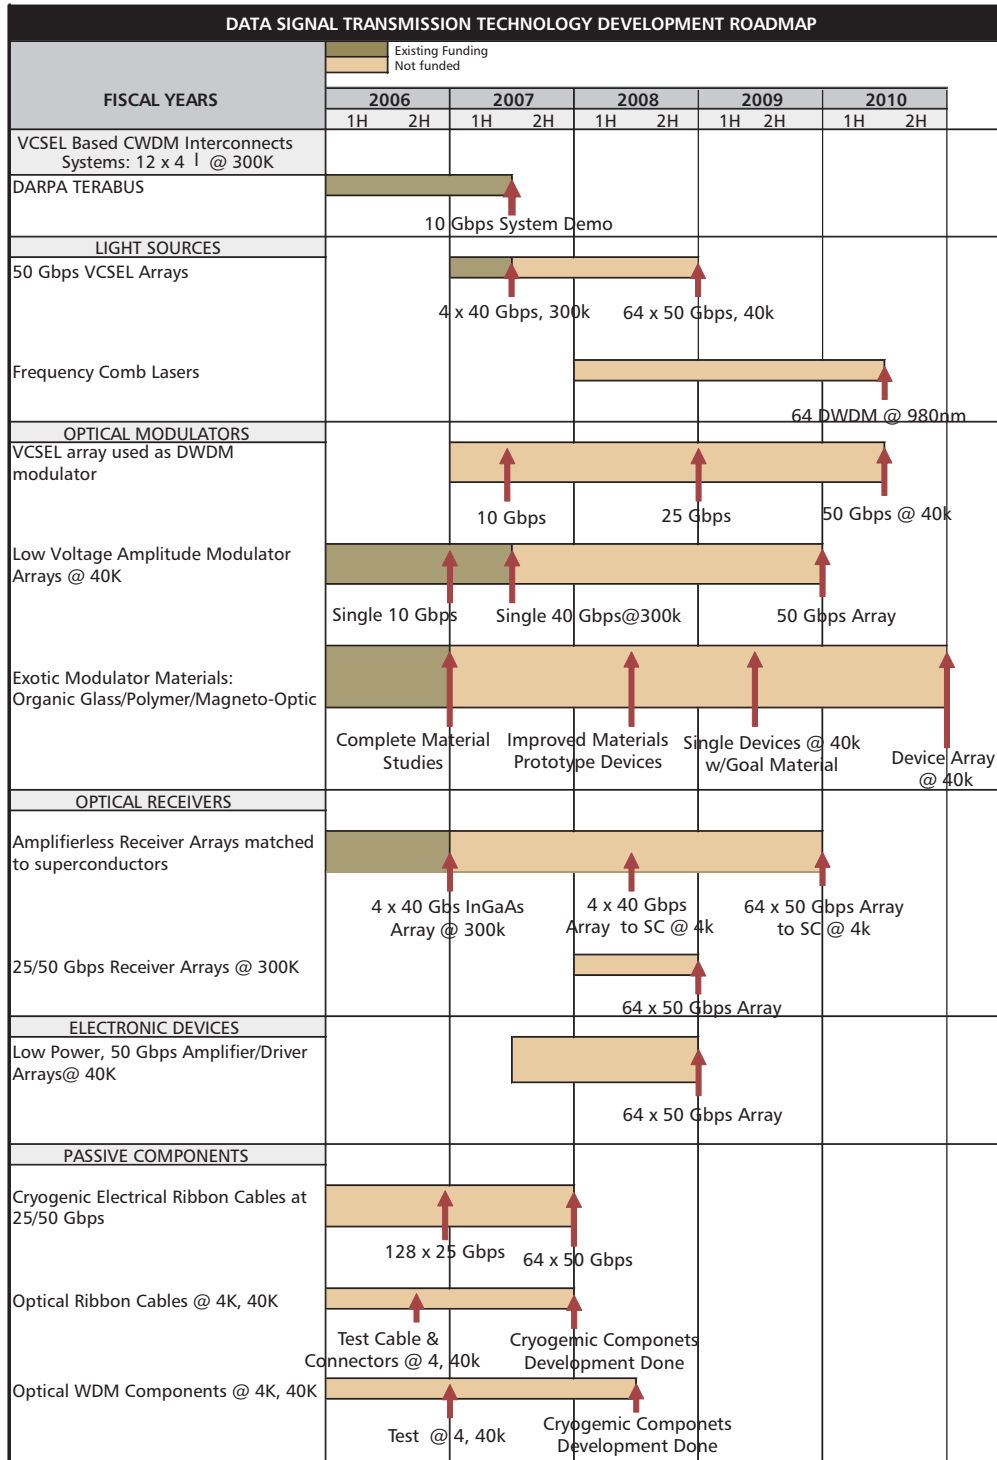 DATA SIGNAL TRANSMISSION TECHNOLOGY DEVELOPMENT ROADMAP
Existing Funding
Not funded
FISCAL YEARS
2006 2007 2008 2009 2010
1H 2H 1H 2H 1H 2H 1H 2H 1H 2H
VCSEL Based CWDM Interconnects
Systems: 12 x 4 l @ 300K
DARPA TERABUS
10 Gbps System Demo
LIGHT SOURCES
50 Gbps VCSEL Arrays
4 x 40 Gbps, 300k 64 x 50 Gbps, 40k
Frequency Comb Lasers
64 DWDM @ 980nm
OPTICAL MODULATORS
VCSEL array used as DWDM
modulator
10 Gbps 25 Gbps 50 Gbps @ 40k
Low Voltage Amplitude Modulator
Arrays @ 40K
Single 10 Gbps Single 40 Gbps@300k 50 Gbps Array
Exotic Modulator Materials:
Organic Glass/Polymer/Magneto-Optic
Complete Material
Studies
Improved Materials
Prototype Devices
Single Devices @ 40k
w/Goal Material
Device Array
@ 40k
OPTICAL RECEIVERS
Amplifierless Receiver Arrays matched
to superconductors
4 x 40 Gbs InGaAs
Array @ 300k
4 x 40 Gbps
Array to SC @ 4k
64 x 50 Gbps Array
to SC @ 4k
25/50 Gbps Receiver Arrays @ 300K
64 x 50 Gbps Array
ELECTRONIC DEVICES
Low Power, 50 Gbps Amplifier/Driver
Arrays@ 40K
64 x 50 Gbps Array
PASSIVE COMPONENTS
Cryogenic Electrical Ribbon Cables at
25/50 Gbps
128 x 25 Gbps 64 x 50 Gbps
Optical Ribbon Cables @ 4K, 40K
Test Cable &
Connectors @ 4, 40k
Cryogemic Componets
Development Done
Optical WDM Components @ 4K, 40K
Test @ 4, 40k
Cryogemic Componets
Development Done